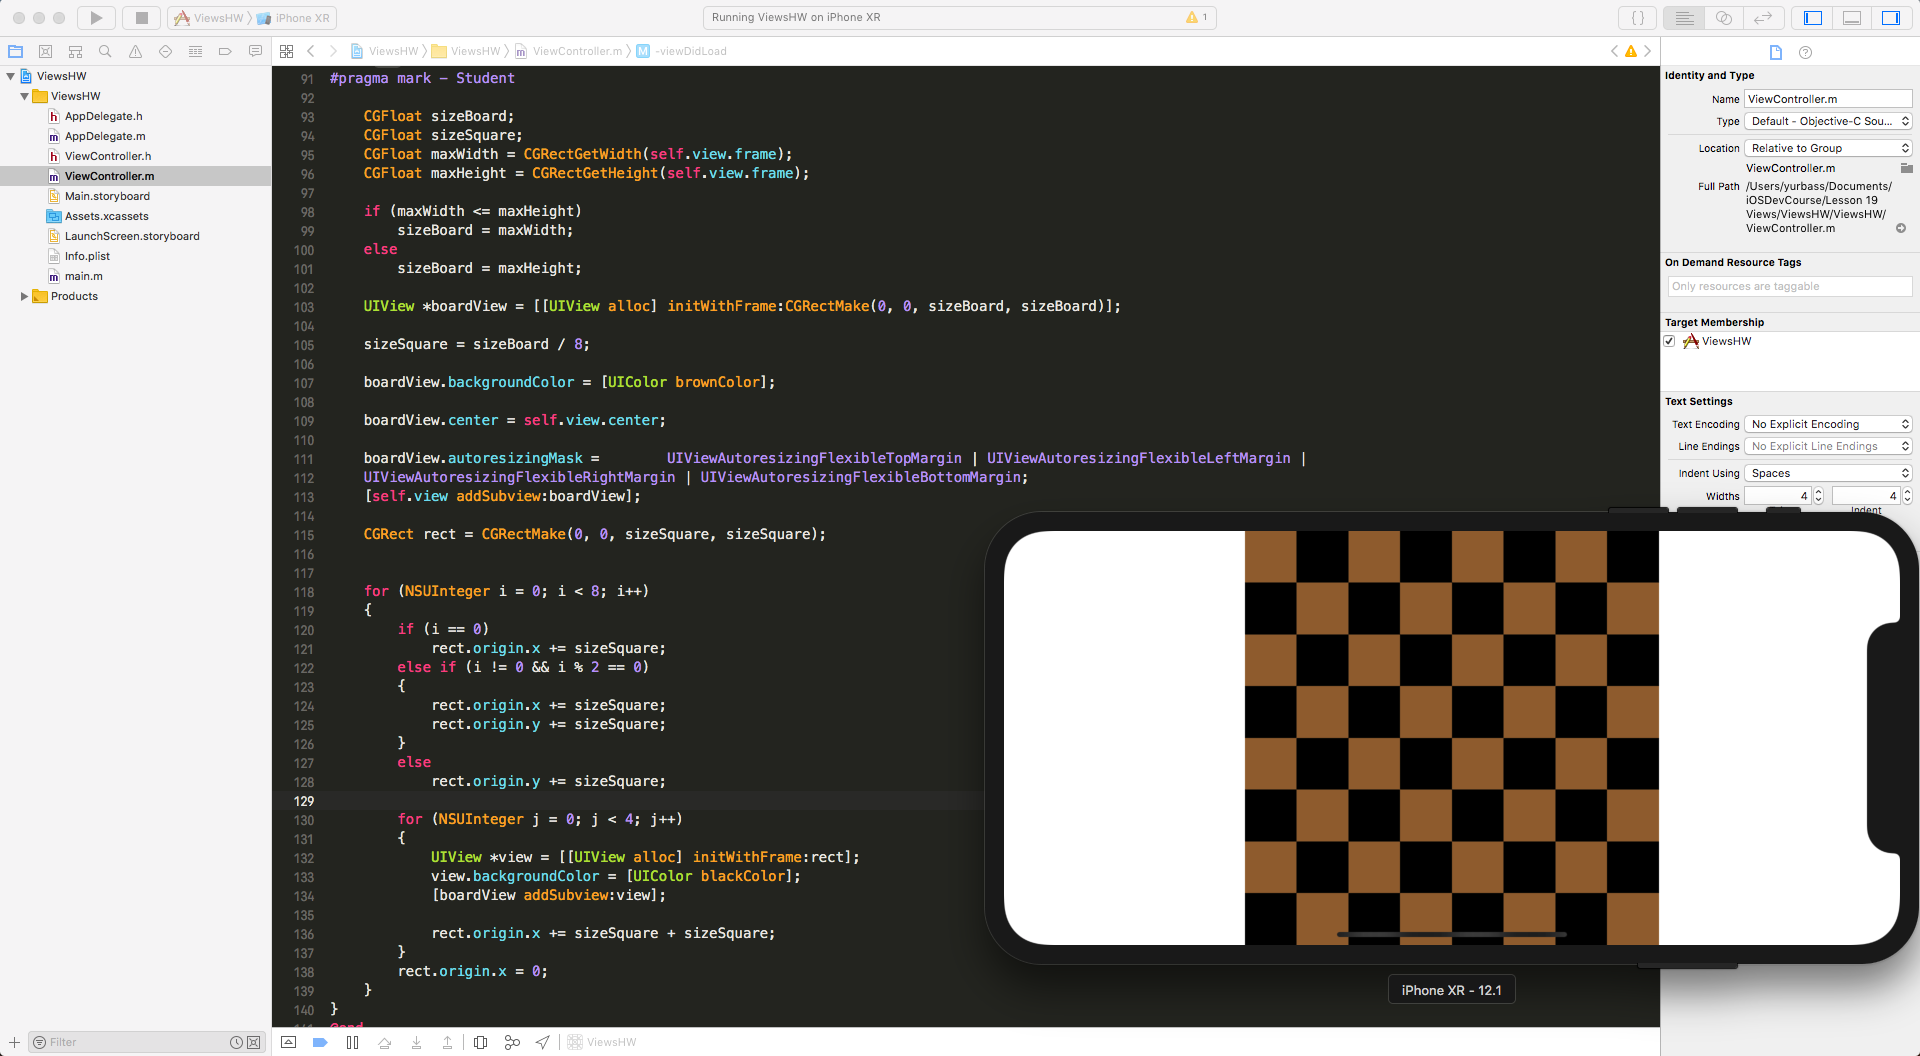 ViewsHW
iPhone XR
Running ViewsHW on iPhone XR
1
ViewsHW
ViewsHW
ViewController.m
-viewDidLoad
ViewsHW
ViewsHW
AppDelegate.h
AppDelegate.m
ViewController.h
ViewController.m
Main.storyboard
Assets.xcassets
LaunchScreen.storyboard
Info.plist
main.m
Products
Filter
91 #pragma mark - Student
92
93 CGFloat sizeBoard;
94 CGFloat sizeSquare;
95 CGFloat maxWidth = CGRectGetWidth(self.view.frame);
96 CGFloat maxHeight = CGRectGetHeight(self.view.frame);
97
98 if (maxWidth <= maxHeight)
99 sizeBoard = maxWidth;
100 else
101 sizeBoard = maxHeight;
102
103 UIView *boardView = [[UIView alloc] initWithFrame:CGRectMake(0, 0, sizeBoard, sizeBoard)];
104
105 sizeSquare = sizeBoard / 8;
106
107 boardView.backgroundColor = [UIColor brownColor];
108
109 boardView.center = self.view.center;
110
111 boardView.autoresizingMask = UIViewAutoresizingFlexibleTopMargin | UIViewAutoresizingFlexibleLeftMargin |
112 UIViewAutoresizingFlexibleRightMargin | UIViewAutoresizingFlexibleBottomMargin;
113 [self.view addSubview:boardView];
114
115 CGRect rect = CGRectMake(0, 0, sizeSquare, sizeSquare);
116
117
118 for (NSUInteger i = 0; i < 8; i++)
119 {
120 if (i == 0)
121 rect.origin.x += sizeSquare;
122 else if (i != 0 && i % 2 == 0)
123 {
124 rect.origin.x += sizeSquare;
125 rect.origin.y += sizeSquare;
126 }
127 else
128 rect.origin.y += sizeSquare;
129
130 for (NSUInteger j = 0; j < 4; j++)
131 {
132 UIView *view = [[UIView alloc] initWithFrame:rect];
133 view.backgroundColor = [UIColor blackColor];
134 [boardView addSubview:view];
135
136 rect.origin.x += sizeSquare + sizeSquare;
137 }
138 rect.origin.x = 0;
139 }
140 }
ViewsHW
Identity and Type
Name ViewController.m
Type Default - Objective-C Sou...
Location Relative to Group
ViewController.m
Full Path /Users/yurbass/Documents/
iOSDevCourse/Lesson 19
Views/ViewsHW/ViewsHW/
ViewController.m
On Demand Resource Tags
Only resources are taggable
Target Membership
ViewsHW
Text Settings
Text Encoding No Explicit Encoding
Line Endings No Explicit Line Endings
Indent Using Spaces
Widths 4 4
Indent
iPhone XR - 12.1